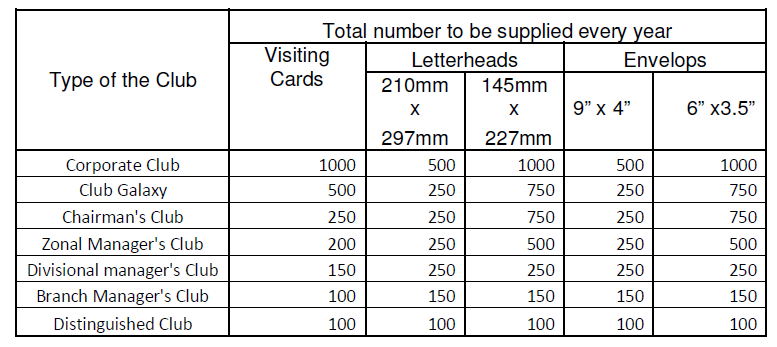 Type of the Club
Total number to be supplied every year
Visiting
Cards
Letterheads
Envelops
210mm
x
297mm
145mm
x
227mm
9” x 4”
6” x3.5”
Corporate Club 1000 500 1000 500 1000
Club Galaxy 500 250 750 250 750
Chairman's Club 250 250 750 250 750
Zonal Manager's Club 200 250 500 250 500
Divisional manager's Club 150 250 250 250 250
Branch Manager's Club 100 150 150 150 150
Distinguished Club 100 100 100 100 100